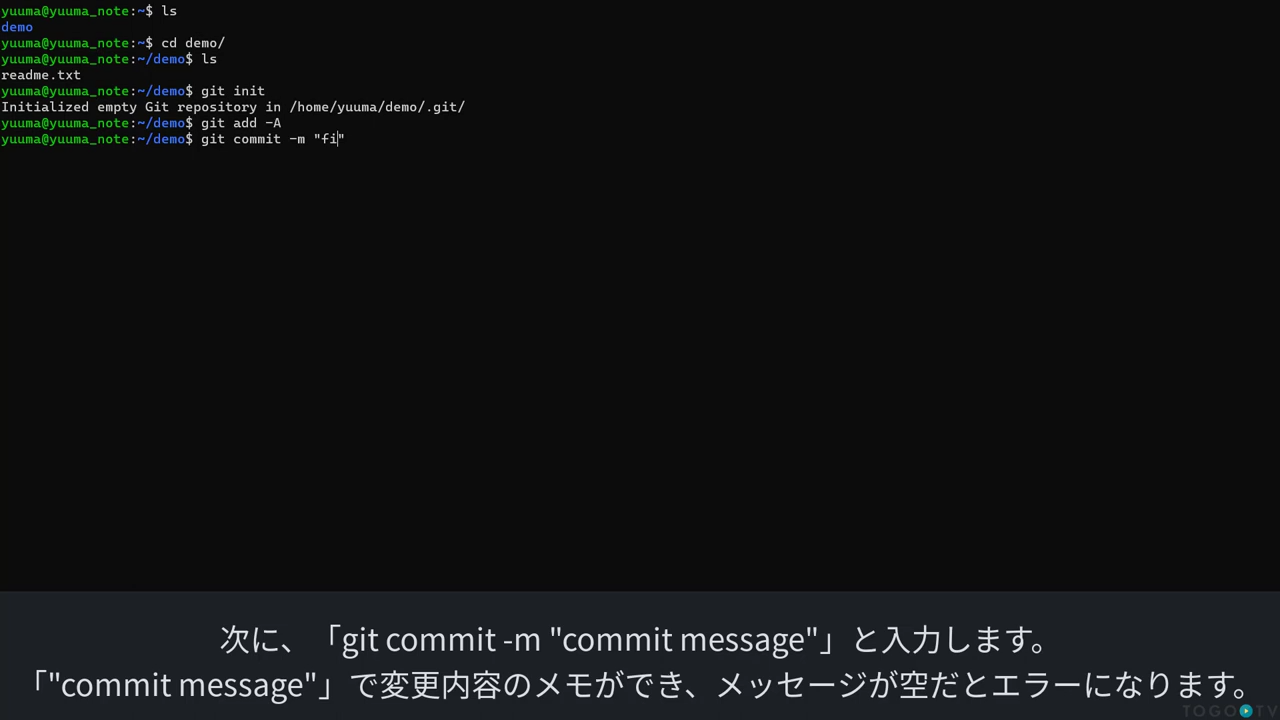 yuuma@yuuma_note:~$ ls
demo
yuuma@yuuma_note:~$ cd demo/
yuuma@yuuma_note:~/demo$ ls
readme.txt
yuuma@yuuma_note:~/demo$ git init
Initialized empty Git repository in /home/yuuma/demo/.git/
yuuma@yuuma_note:~/demo$ git add -A
yuuma@yuuma_note:~/demo$ git commit -m "fi"
次に、「git commit -m "commit message"」と入力します。
「"commit message"」で変更内容のメモができ、メッセージが空だとエラーになります。
TOGO TV